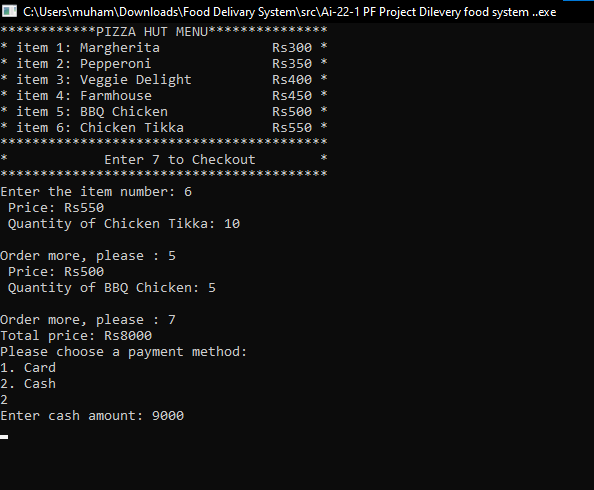 C:\Users\muham\Downloads\Food Delivary System\src\Ai-22-1 PF Project Dilevery food system ..exe
************PIZZA HUT MENU***************
* item 1: Margherita              Rs300 *
* item 2: Pepperoni               Rs350 *
* item 3: Veggie Delight          Rs400 *
* item 4: Farmhouse               Rs450 *
* item 5: BBQ Chicken             Rs500 *
* item 6: Chicken Tikka           Rs550 *
*****************************************
*            Enter 7 to Checkout        *
*****************************************
Enter the item number: 6
 Price: Rs550
 Quantity of Chicken Tikka: 10

Order more, please : 5
 Price: Rs500
 Quantity of BBQ Chicken: 5

Order more, please : 7
Total price: Rs8000
Please choose a payment method:
1. Card
2. Cash
2
Enter cash amount: 9000